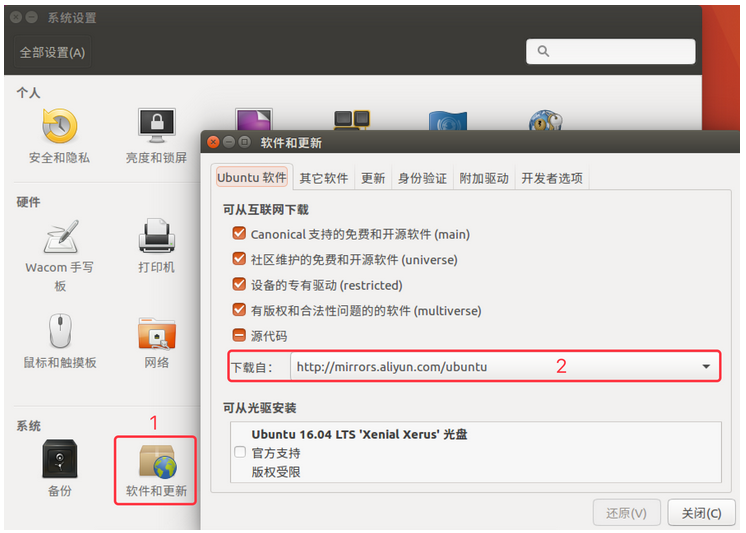 系统设置
全部设置(A)
个人
安全和隐私
亮度和锁屏
软件和更新
Ubuntu 软件
其它软件
更新
身份验证
附加驱动
开发者选项
可从互联网下载
Canonical 支持的免费和开源软件 (main)
社区维护的免费和开源软件 (universe)
设备的专有驱动 (restricted)
有版权和合法性问题的的软件 (multiverse)
源代码
下载自:
http://mirrors.aliyun.com/ubuntu
2
可从光驱安装
Ubuntu 16.04 LTS 'Xenial Xerus' 光盘
官方支持
版权受限
还原(V)
关闭(C)
硬件
Wacom 手写
板
打印机
鼠标和触摸板
网络
系统
1
备份
软件和更新